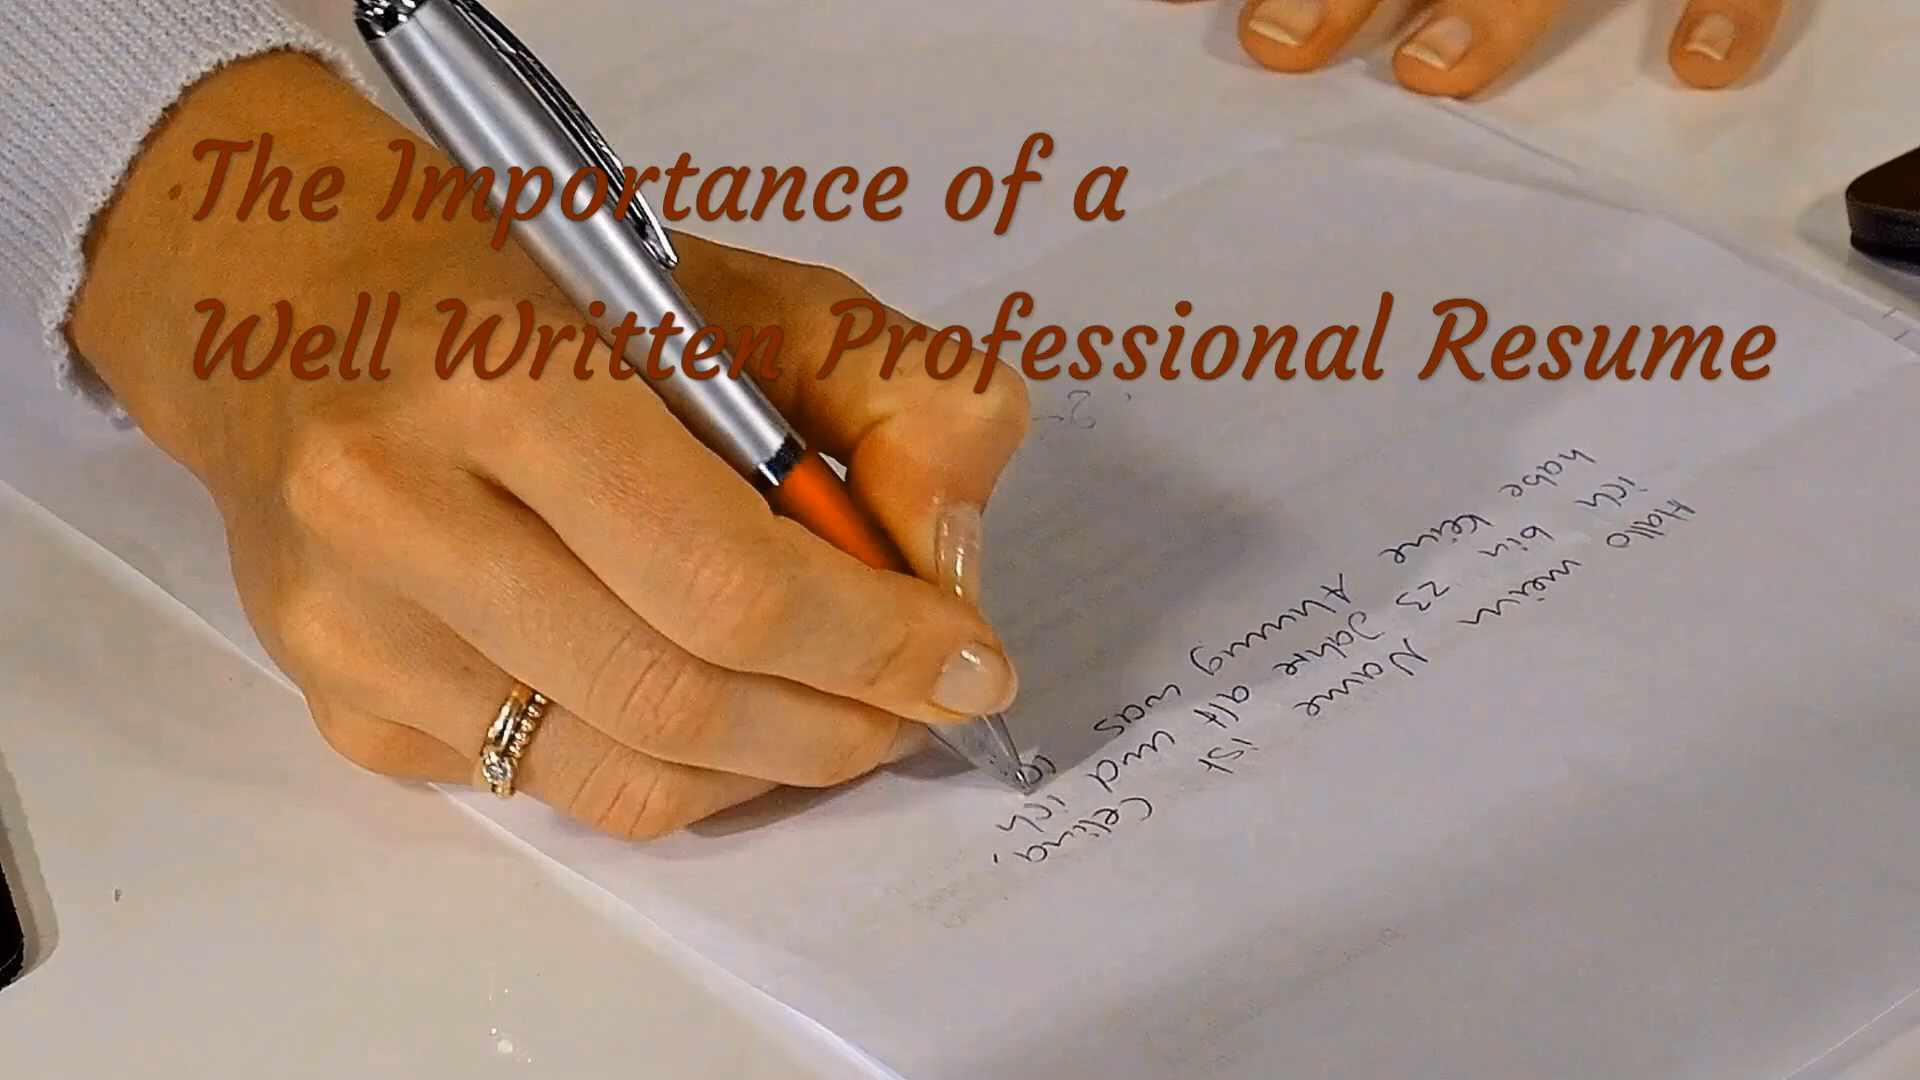 The Importance of a
Well Written Professional Resume
Hallo mein Name ist Celina,
ich bin 23 Jahre alt und ich
habe keine Ahnung was